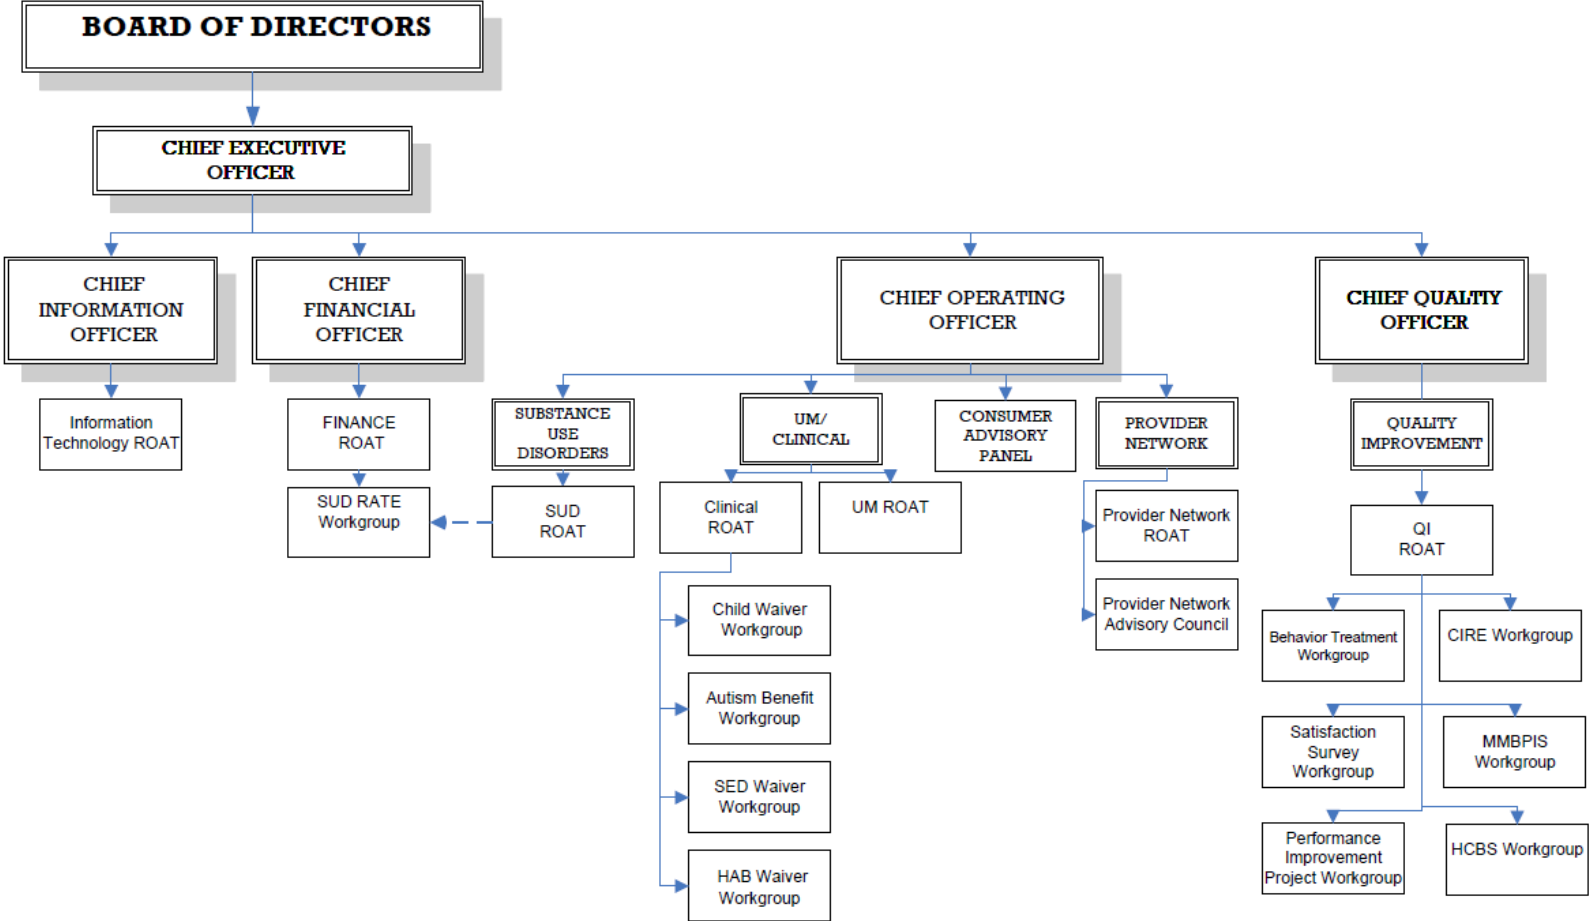 BOARD OF DIRECTORS
CHIEF EXECUTIVE
OFFICER
CHIEF
INFORMATION
OFFICER
CHIEF
FINANCIAL
OFFICER
CHIEF OPERATING
OFFICER
CHIEF QUALTIY
OFFICER
Information
Technology ROAT
FINANCE
ROAT
SUD RATE
Workgroup
SUBSTANCE
USE
DISORDERS
SUD
ROAT
UM/
CLINICAL
Clinical
ROAT
UM ROAT
Child Waiver
Workgroup
Autism Benefit
Workgroup
SED Waiver
Workgroup
HAB Waiver
Workgroup
CONSUMER
ADVISORY
PANEL
PROVIDER
NETWORK
Provider Network
ROAT
Provider Network
Advisory Council
QUALITY
IMPROVEMENT
QI
ROAT
Behavior Treatment
Workgroup
CIRE Workgroup
Satisfaction
Survey
Workgroup
MMBPIS
Workgroup
Performance
Improvement
Project Workgroup
HCBS Workgroup